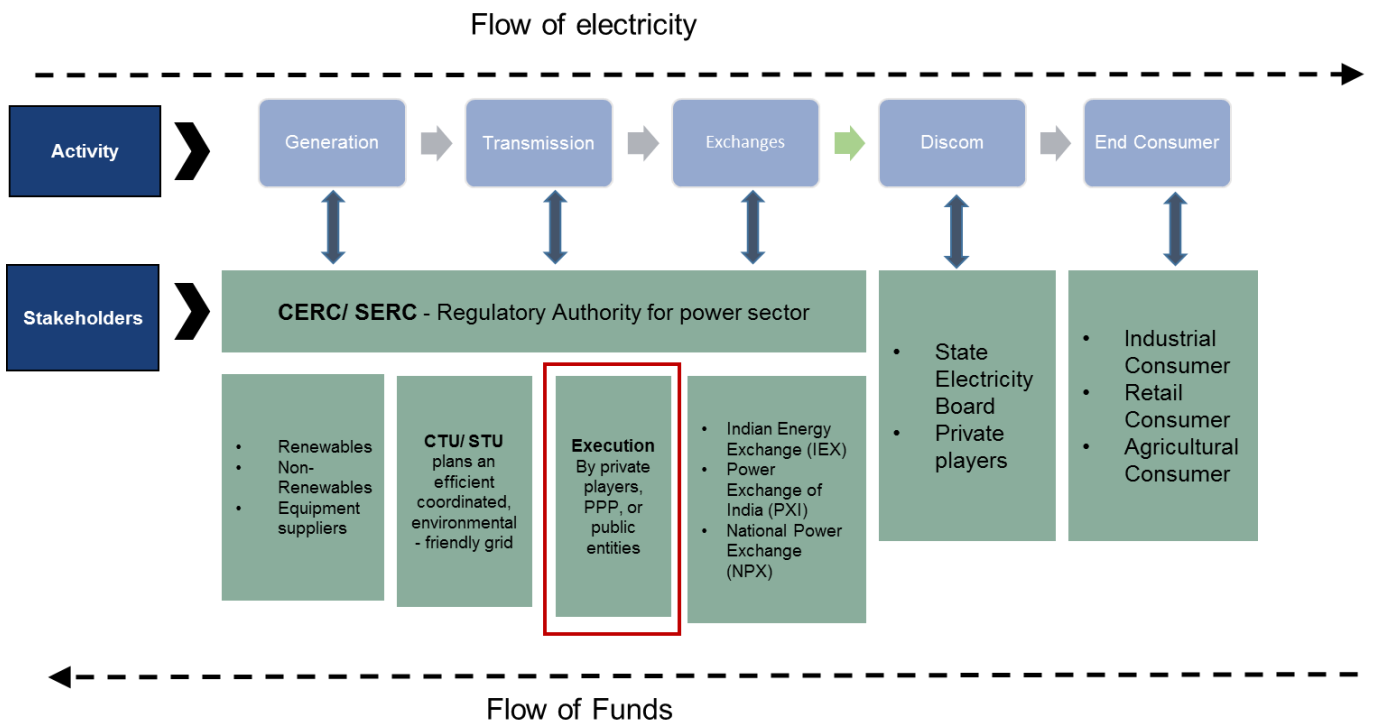 Flow of electricity
Activity
Generation
Transmission
Exchanges
Discom
End Consumer
Stakeholders
CERC/ SERC - Regulatory Authority for power sector
• Renewables
• Non-
Renewables
• Equipment
suppliers
CTU/ STU
plans an
efficient
coordinated,
environmental
- friendly grid
Execution
By private
players,
PPP, or
public
entities
• Indian Energy
Exchange (IEX)
• Power
Exchange of
India (PXI)
• National Power
Exchange
(NPX)
• State
Electricity
Board
• Private
players
• Industrial
Consumer
• Retail
Consumer
• Agricultural
Consumer
Flow of Funds